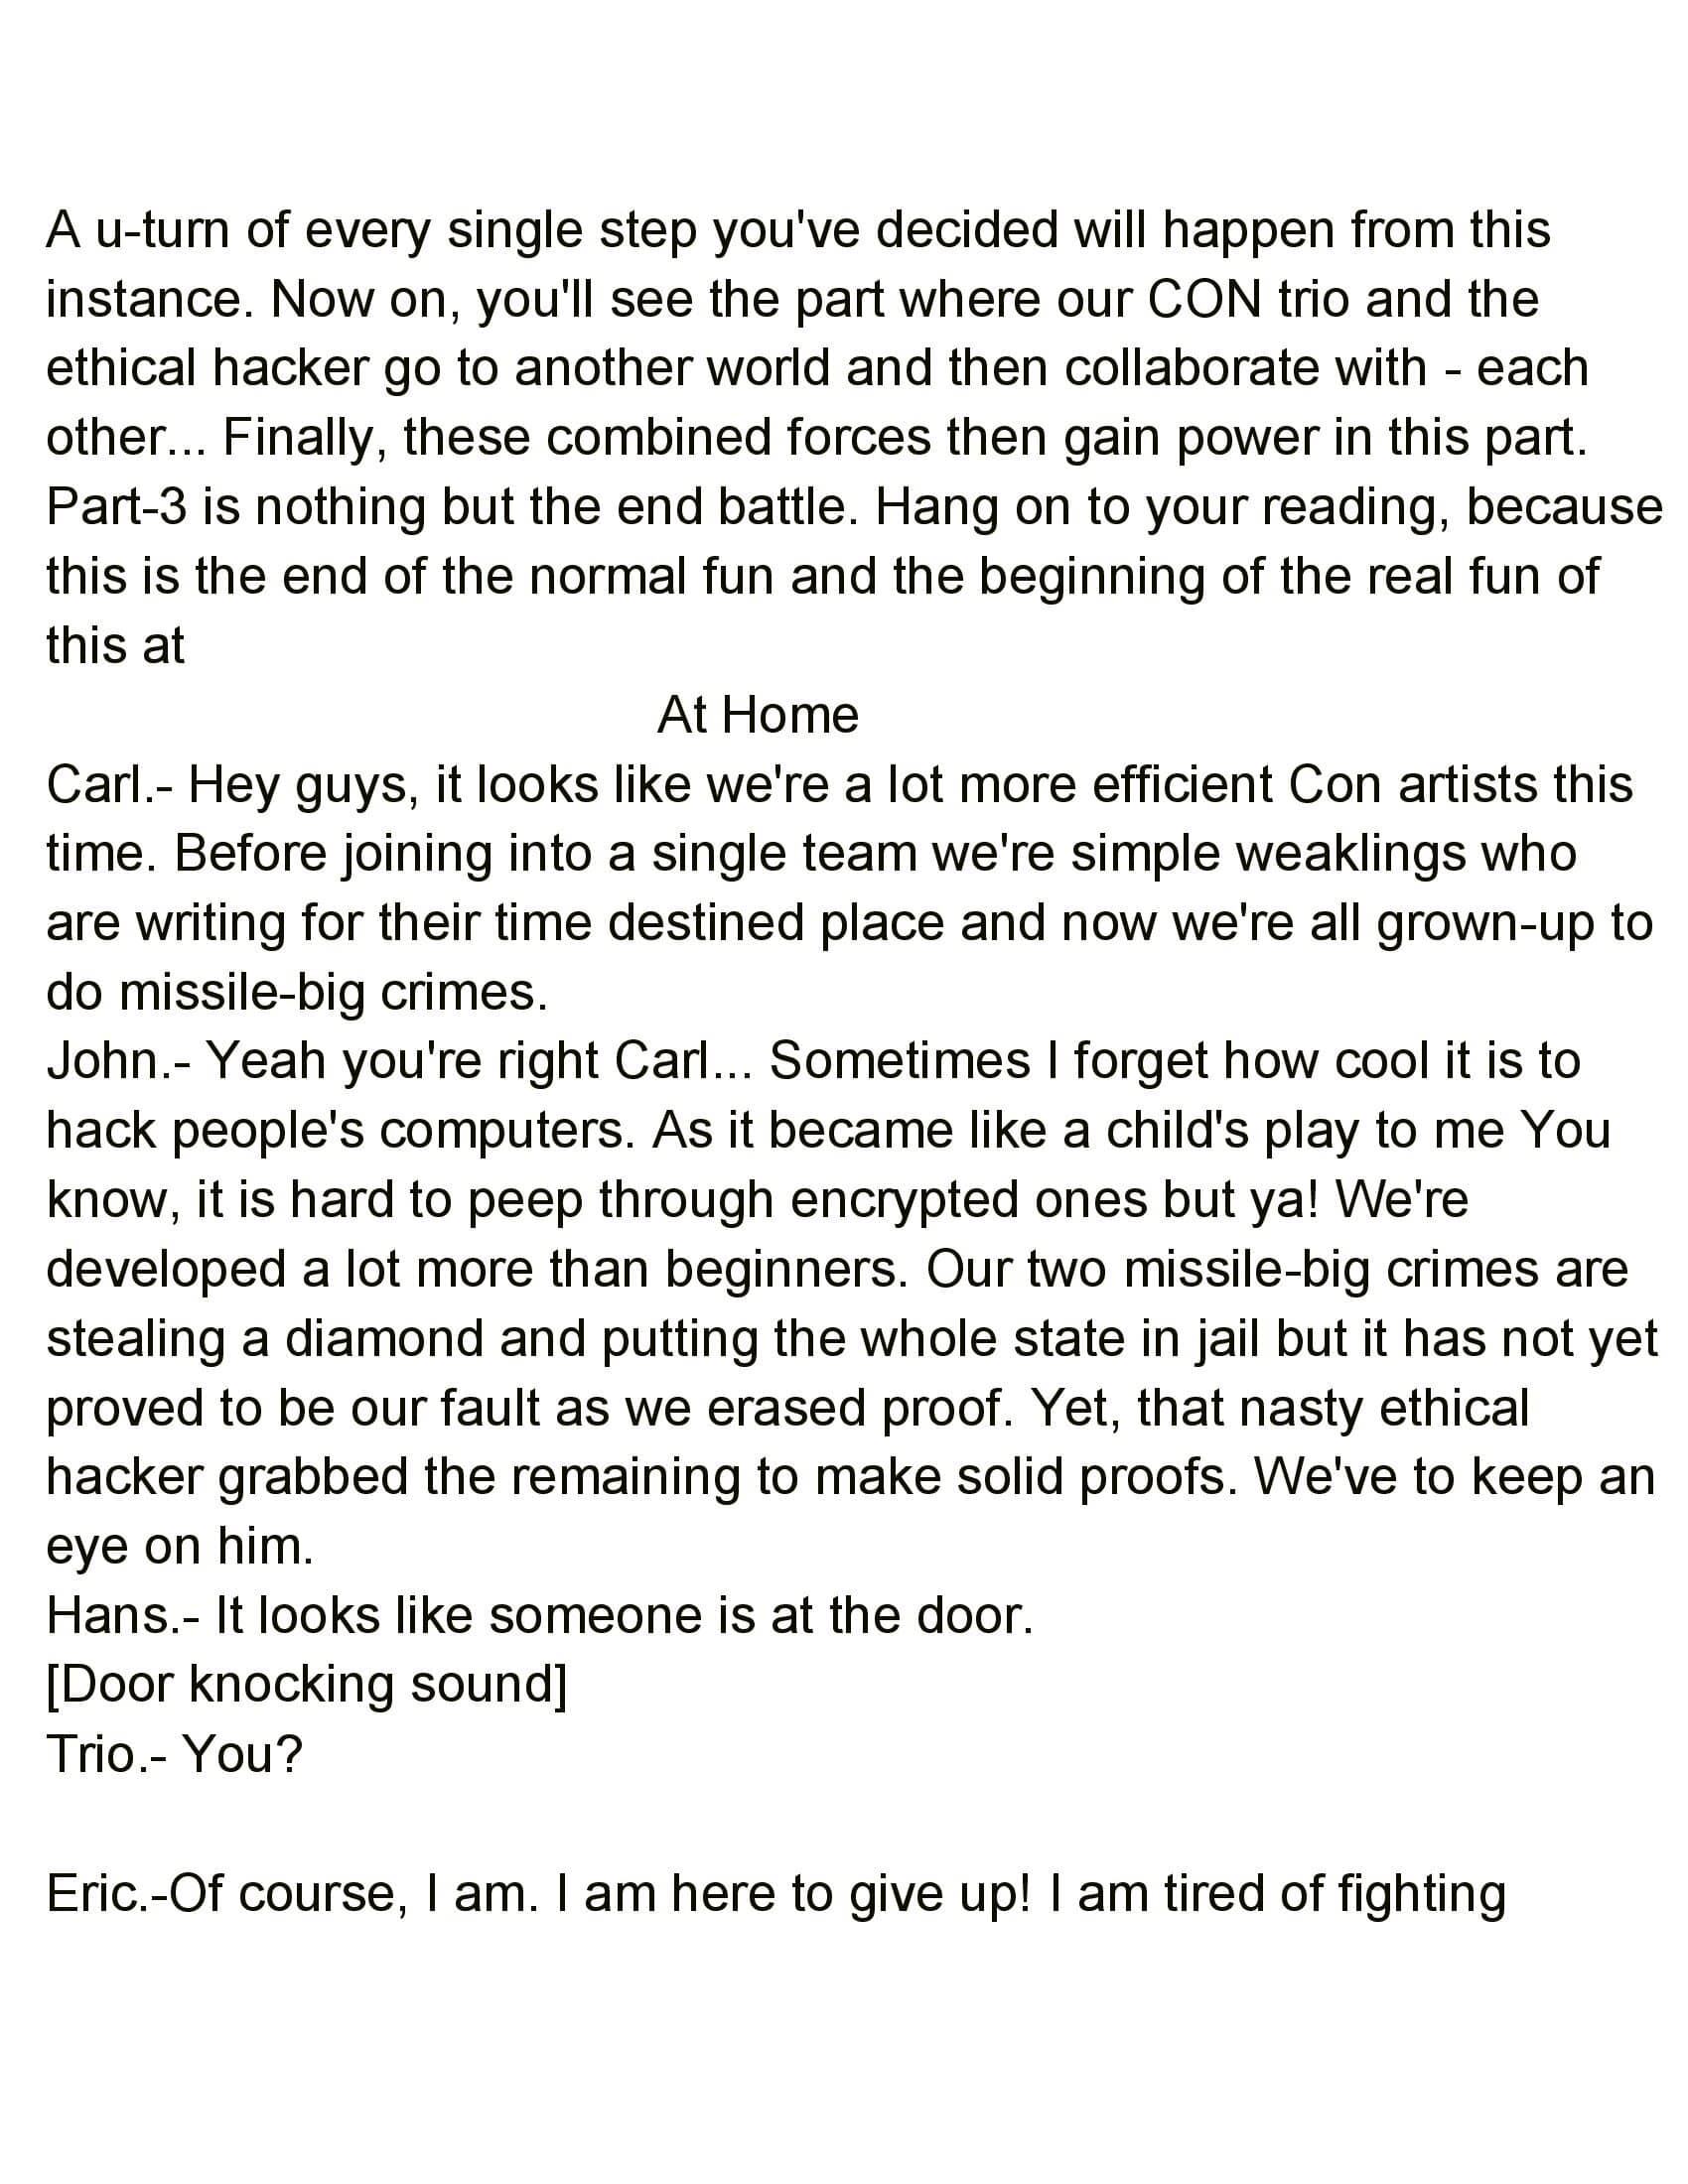 A u-turn of every single step you've decided will happen from this
instance. Now on, you'll see the part where our CON trio and the
ethical hacker go to another world and then collaborate with - each
other... Finally, these combined forces then gain power in this part.
Part-3 is nothing but the end battle. Hang on to your reading, because
this is the end of the normal fun and the beginning of the real fun of
this at
At Home
Carl.- Hey guys, it looks like we're a lot more efficient Con artists this
time. Before joining into a single team we're simple weaklings who
are writing for their time destined place and now we're all grown-up to
do missile-big crimes.
John.- Yeah you're right Carl... Sometimes I forget how cool it is to
hack people's computers. As it became like a child's play to me You
know, it is hard to peep through encrypted ones but ya! We're
developed a lot more than beginners. Our two missile-big crimes are
stealing a diamond and putting the whole state in jail but it has not yet
proved to be our fault as we erased proof. Yet, that nasty ethical
hacker grabbed the remaining to make solid proofs. We've to keep an
eye on him.
Hans.- It looks like someone is at the door.
[Door knocking sound]
Trio.- You?
Eric.-Of course, I am. I am here to give up! I am tired of fighting